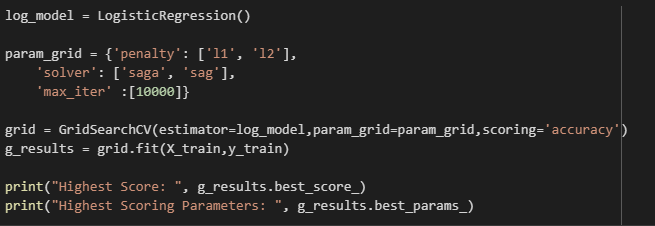 log_model = LogisticRegression()
param_grid = {'penalty': ['l1', 'l2'],
    'solver': ['saga', 'sag'],
    'max_iter' :[10000]}
grid = GridSearchCV(estimator=log_model,param_grid=param_grid,scoring='accuracy')
g_results = grid.fit(X_train,y_train)
print("Highest Score: ", g_results.best_score_)
print("Highest Scoring Parameters: ", g_results.best_params_)